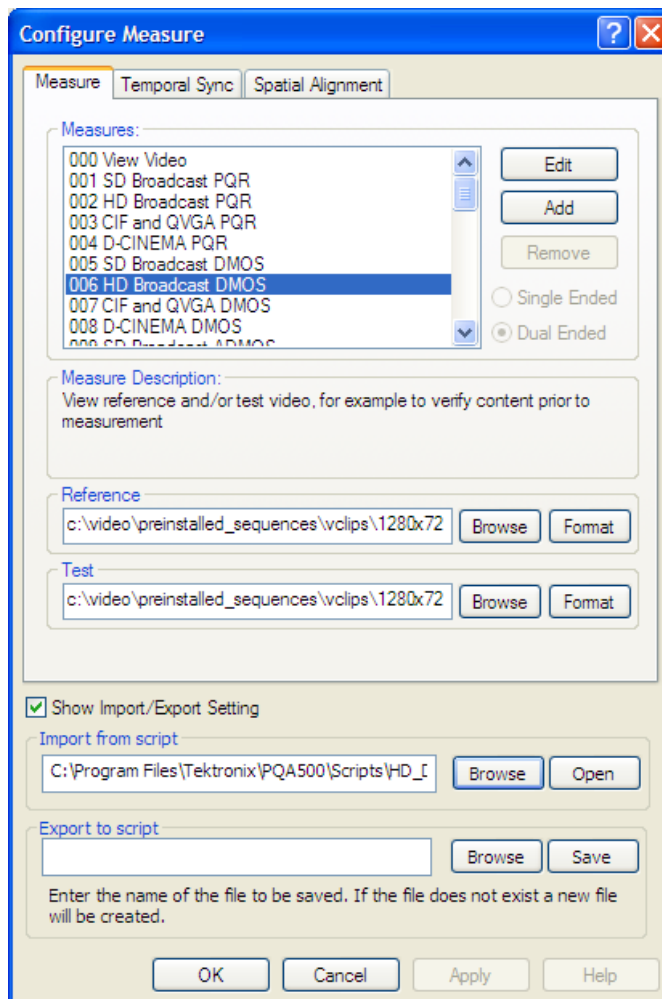 Configure Measure
Measure Temporal Sync Spatial Alignment
Measures:
000 View Video
001 SD Broadcast PQR
002 HD Broadcast PQR
003 CIF and QVGA PQR
004 D-CINEMA PQR
005 SD Broadcast DMOS
006 HD Broadcast DMOS
007 CIF and QVGA DMOS
008 D-CINEMA DMOS
009 SD Broadcast ADMOS
Edit
Add
Remove
Single Ended
Dual Ended
Measure Description:
View reference and/or test video, for example to verify content prior to
measurement
Reference
c:\video\preinstalled_sequences\vclips\1280x72 Browse Format
Test
c:\video\preinstalled_sequences\vclips\1280x72 Browse Format
Show Import/Export Setting
Import from script
C:\Program Files\Tektronix\PQA500\Scripts\HD_D Browse Open
Export to script
Browse Save
Enter the name of the file to be saved. If the file does not exist a new file
will be created.
OK Cancel Apply Help